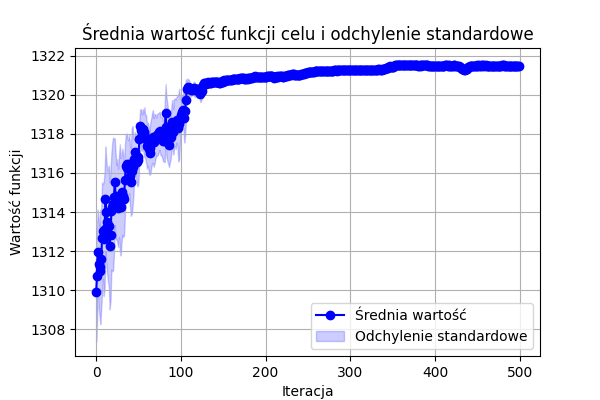 Średnia wartość funkcji celu i odchylenie standardowe
Wartość funkcji
1322
1320
1318
1316
1314
1312
1310
1308
0
100
200
300
400
500
Iteracja
Średnia wartość
Odchylenie standardowe